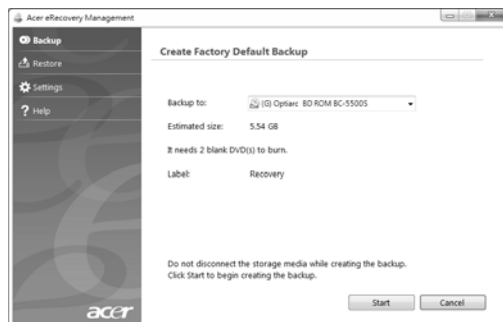 Acer eRecovery Management
Backup
Restore
Settings
Help
Create Factory Default Backup
Backup to: (G) Optiarc BD ROM BC-5500S
Estimated size: 5.54 GB
It needs 2 blank DVD(s) to burn.
Label: Recovery
Do not disconnect the storage media while creating the backup.
Click Start to begin creating the backup.
Start Cancel
acer